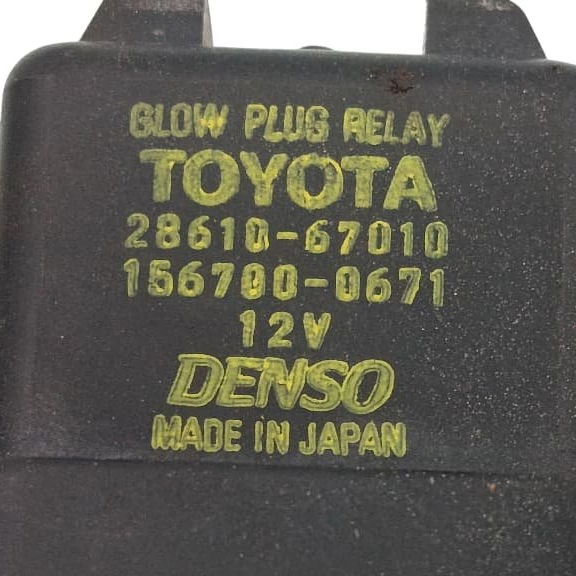 GLOW PLUG RELAY
TOYOTA
28610-67010
156700-0671
12V
DENSO
MADE IN JAPAN